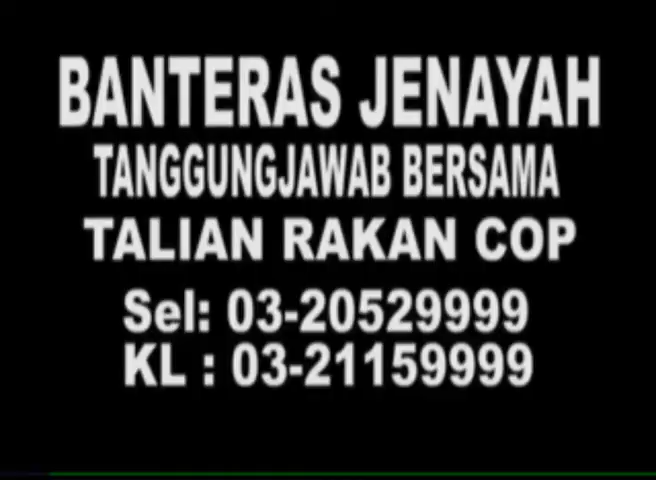 BANTERAS JENAYAH
TANGGUNGJAWAB BERSAMA
TALIAN RAKAN COP
Sel: 03-20529999
KL : 03-21159999